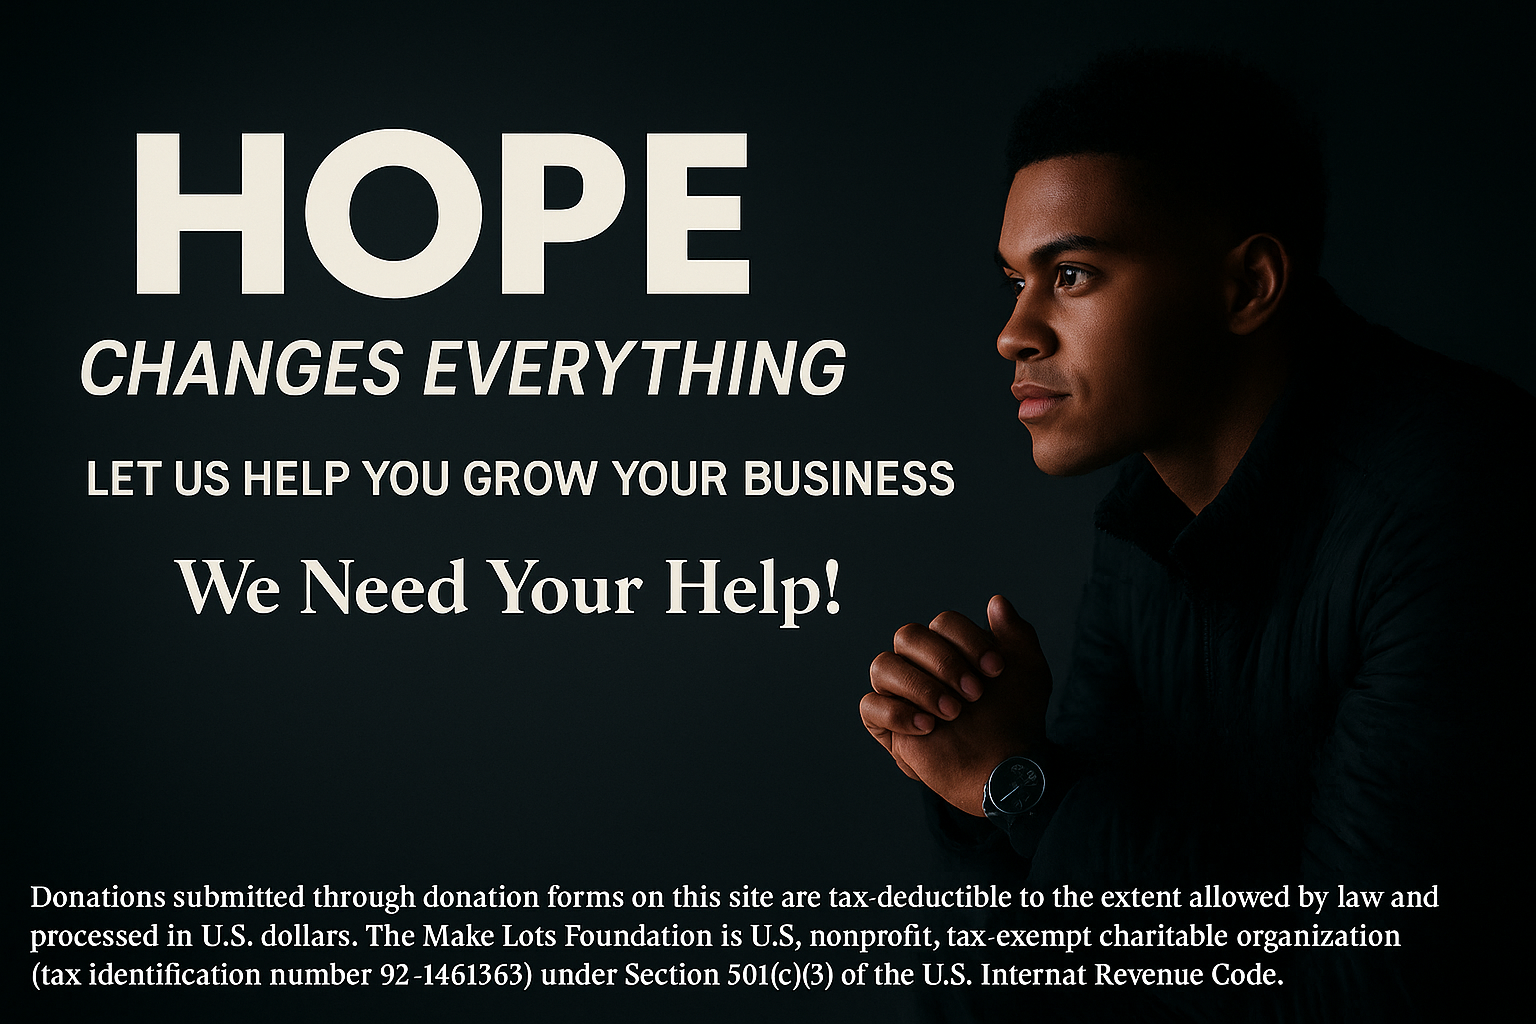 HOPE
CHANGES EVERYTHING
LET US HELP YOU GROW YOUR BUSINESS
We Need Your Help!
Donations submitted through donation forms on this site are tax-deductible to the extent allowed by law and
processed in U.S. dollars. The Make Lots Foundation is U.S, nonprofit, tax-exempt charitable organization
(tax identification number 92-1461363) under Section 501(c)(3) of the U.S. Internat Revenue Code.